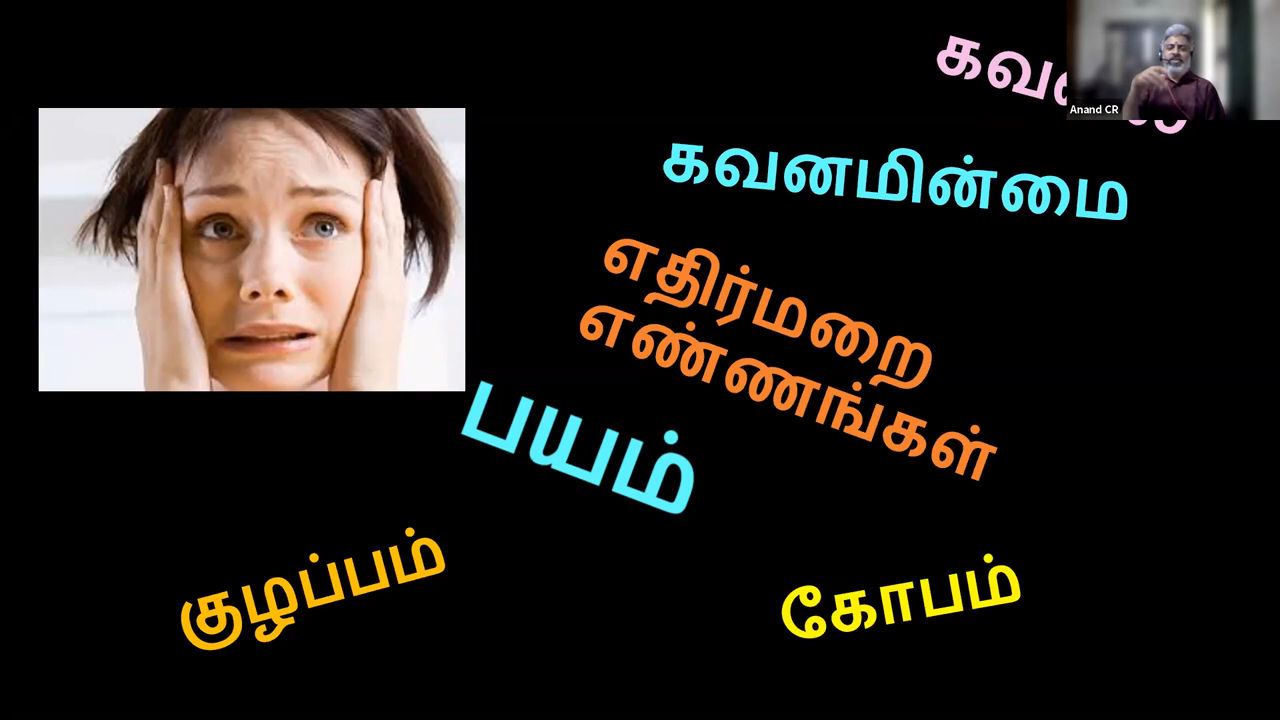 Anand CR
கவனமின்மை
எதிர்மறை
எண்ணங்கள்
பயம்
குழப்பம்
கோபம்